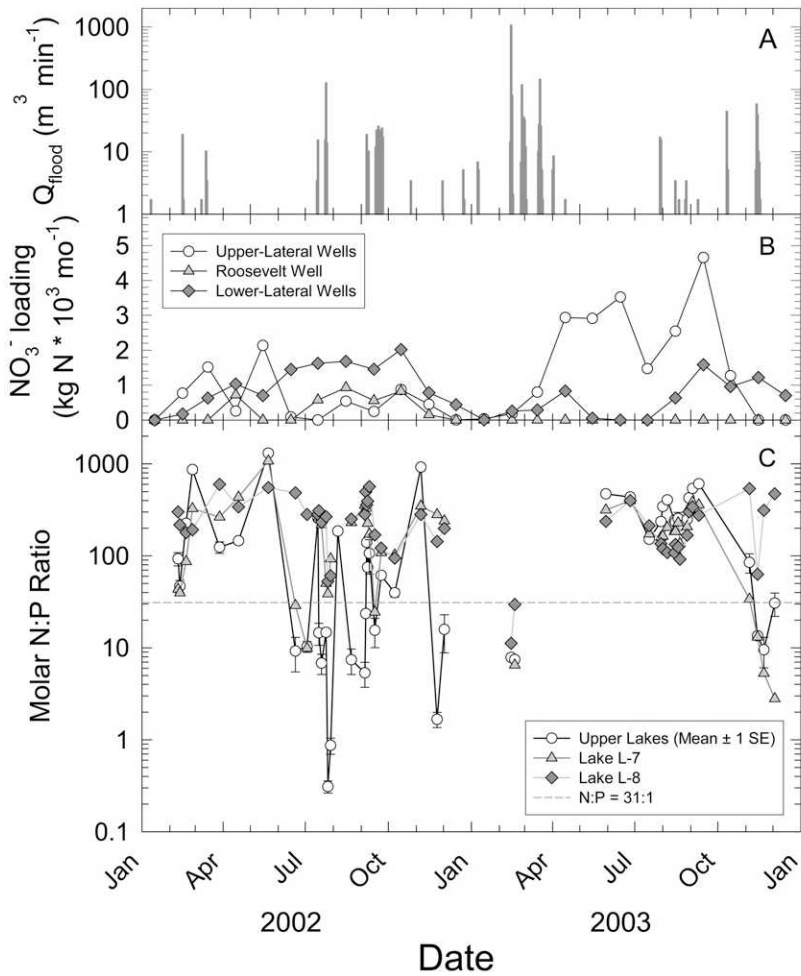 A
Q_flood (m³ min⁻¹)
1000
100
10
1
B
NO₃⁻ loading
(kg N * 10³ mo⁻¹)
5
4
3
2
1
0
Upper-Lateral Wells
Roosevelt Well
Lower-Lateral Wells
C
Molar N:P Ratio
1000
100
10
1
0.1
Upper Lakes (Mean ± 1 SE)
Lake L-7
Lake L-8
N:P = 31:1
Jan Apr Jul Oct Jan Apr Jul Oct Jan
2002 2003
Date